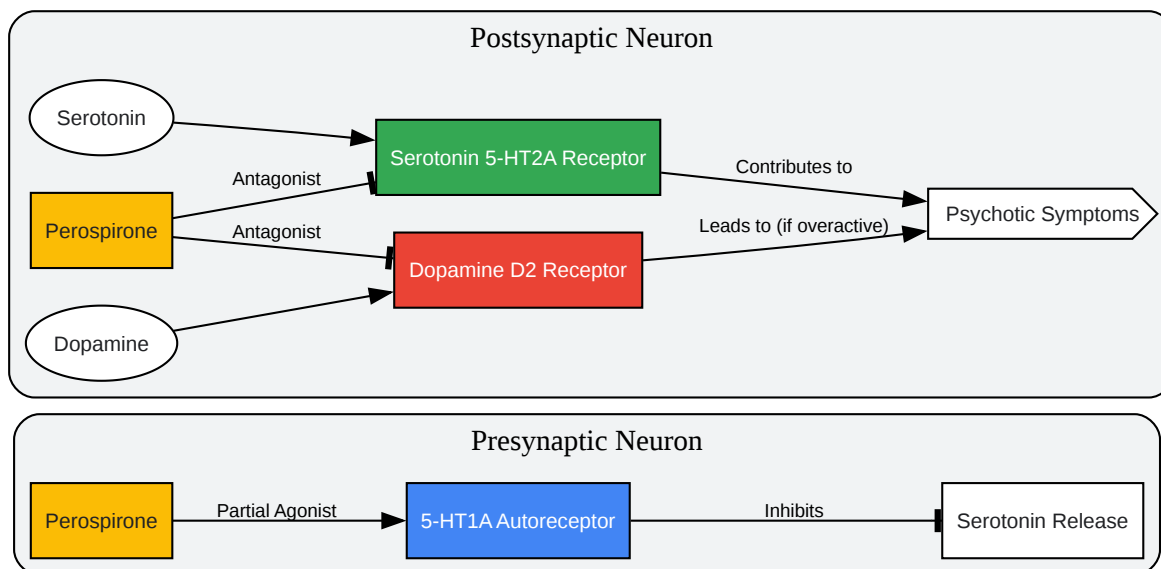 Postsynaptic Neuron
Serotonin
Serotonin 5-HT2A Receptor
Antagonist
Contributes to
Perospirone
Psychotic Symptoms
Antagonist
Leads to (if overactive)
Dopamine D2 Receptor
Dopamine
Presynaptic Neuron
Perospirone
Partial Agonist
5-HT1A Autoreceptor
Inhibits
Serotonin Release